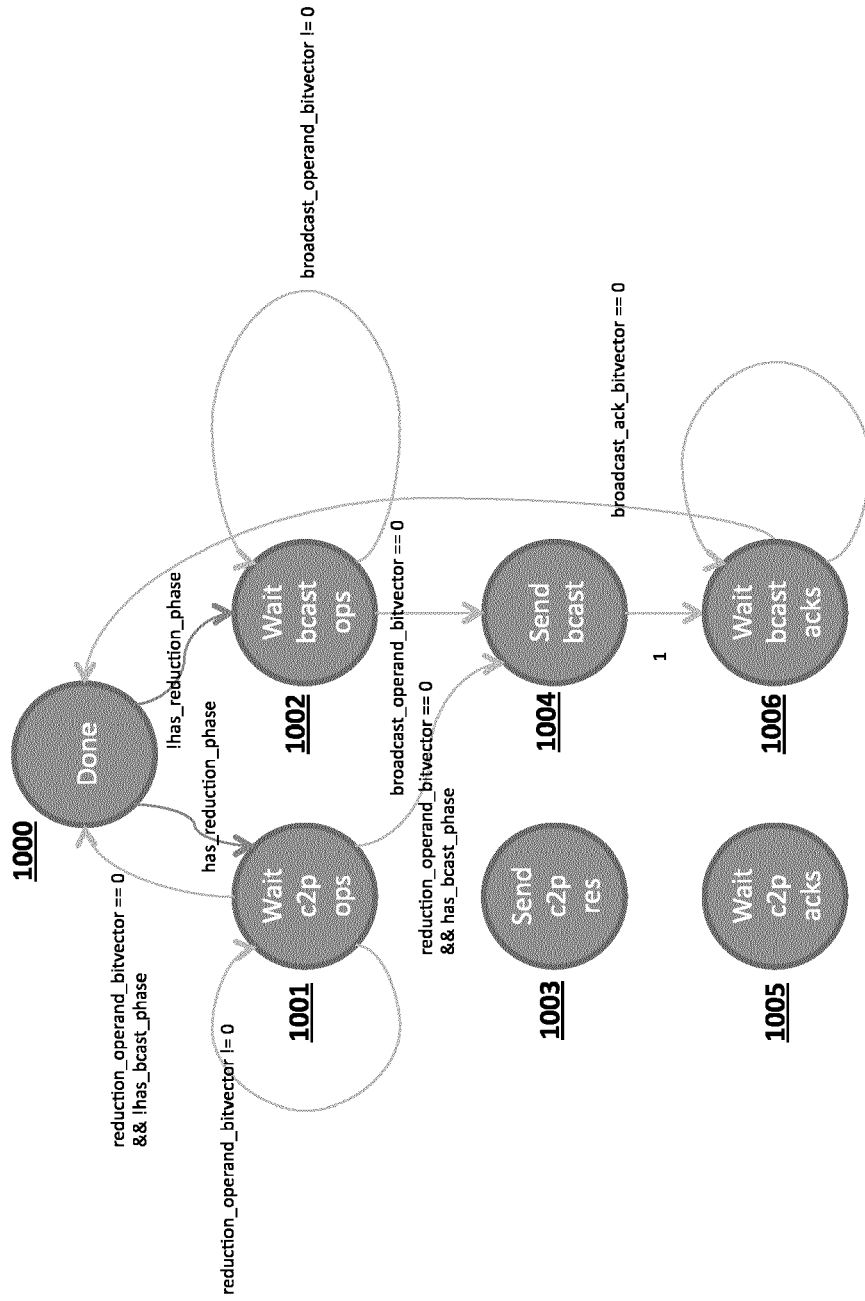 1000
Done
reduction_operand_bitvector == 0
&& !has_bcast_phase
has_reduction_phase
!has_reduction_phase
reduction_operand_bitvector != 0
1001
Wait
c2p
ops
1002
Wait
bcast
ops
broadcast_operand_bitvector != 0
reduction_operand_bitvector == 0
&& has_bcast_phase
broadcast_operand_bitvector == 0
1003
Send
c2p
res
1004
Send
bcast
1
broadcast_ack_bitvector == 0
1005
Wait
c2p
acks
1006
Wait
bcast
acks